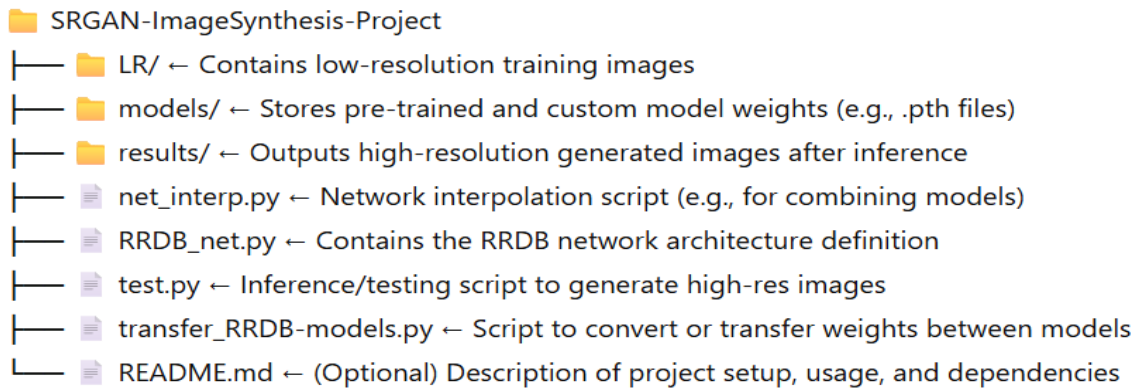 SRGAN-ImageSynthesis-Project
├── LR/ ← Contains low-resolution training images
├── models/ ← Stores pre-trained and custom model weights (e.g., .pth files)
├── results/ ← Outputs high-resolution generated images after inference
├── net_interp.py ← Network interpolation script (e.g., for combining models)
├── RRDB_net.py ← Contains the RRDB network architecture definition
├── test.py ← Inference/testing script to generate high-res images
├── transfer_RRDB-models.py ← Script to convert or transfer weights between models
└── README.md ← (Optional) Description of project setup, usage, and dependencies